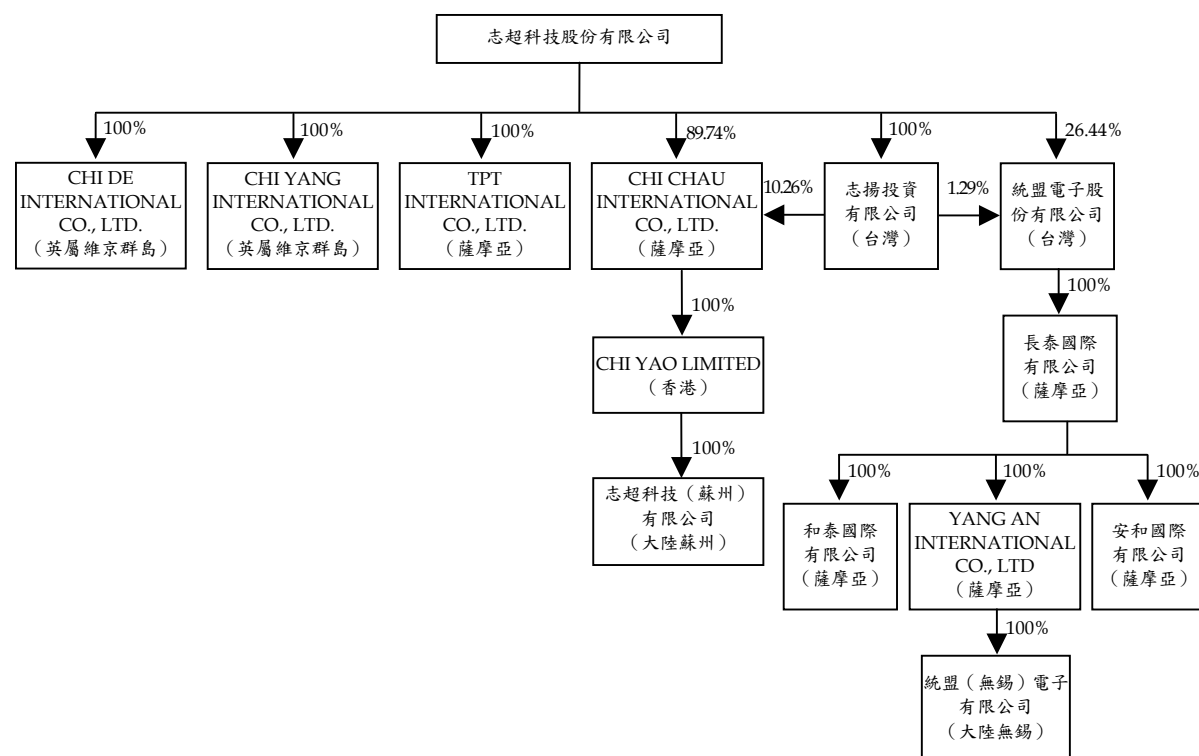 志超科技股份有限公司
100%
100%
100%
89.74%
100%
26.44%
CHI DE
INTERNATIONAL
CO., LTD.
（英屬維京群島）
CHI YANG
INTERNATIONAL
CO., LTD.
（英屬維京群島）
TPT
INTERNATIONAL
CO., LTD.
（薩摩亞）
CHI CHAU
INTERNATIONAL
CO., LTD.
（薩摩亞）
10.26%
志揚投資
有限公司
（台灣）
1.29%
統盟電子股
份有限公司
（台灣）
100%
100%
CHI YAO LIMITED
（香港）
長泰國際
有限公司
（薩摩亞）
100%
100%
100%
100%
志超科技（蘇州）
有限公司
（大陸蘇州）
和泰國際
有限公司
（薩摩亞）
YANG AN
INTERNATIONAL
CO., LTD
（薩摩亞）
安和國際
有限公司
（薩摩亞）
100%
統盟（無錫）電子
有限公司
（大陸無錫）